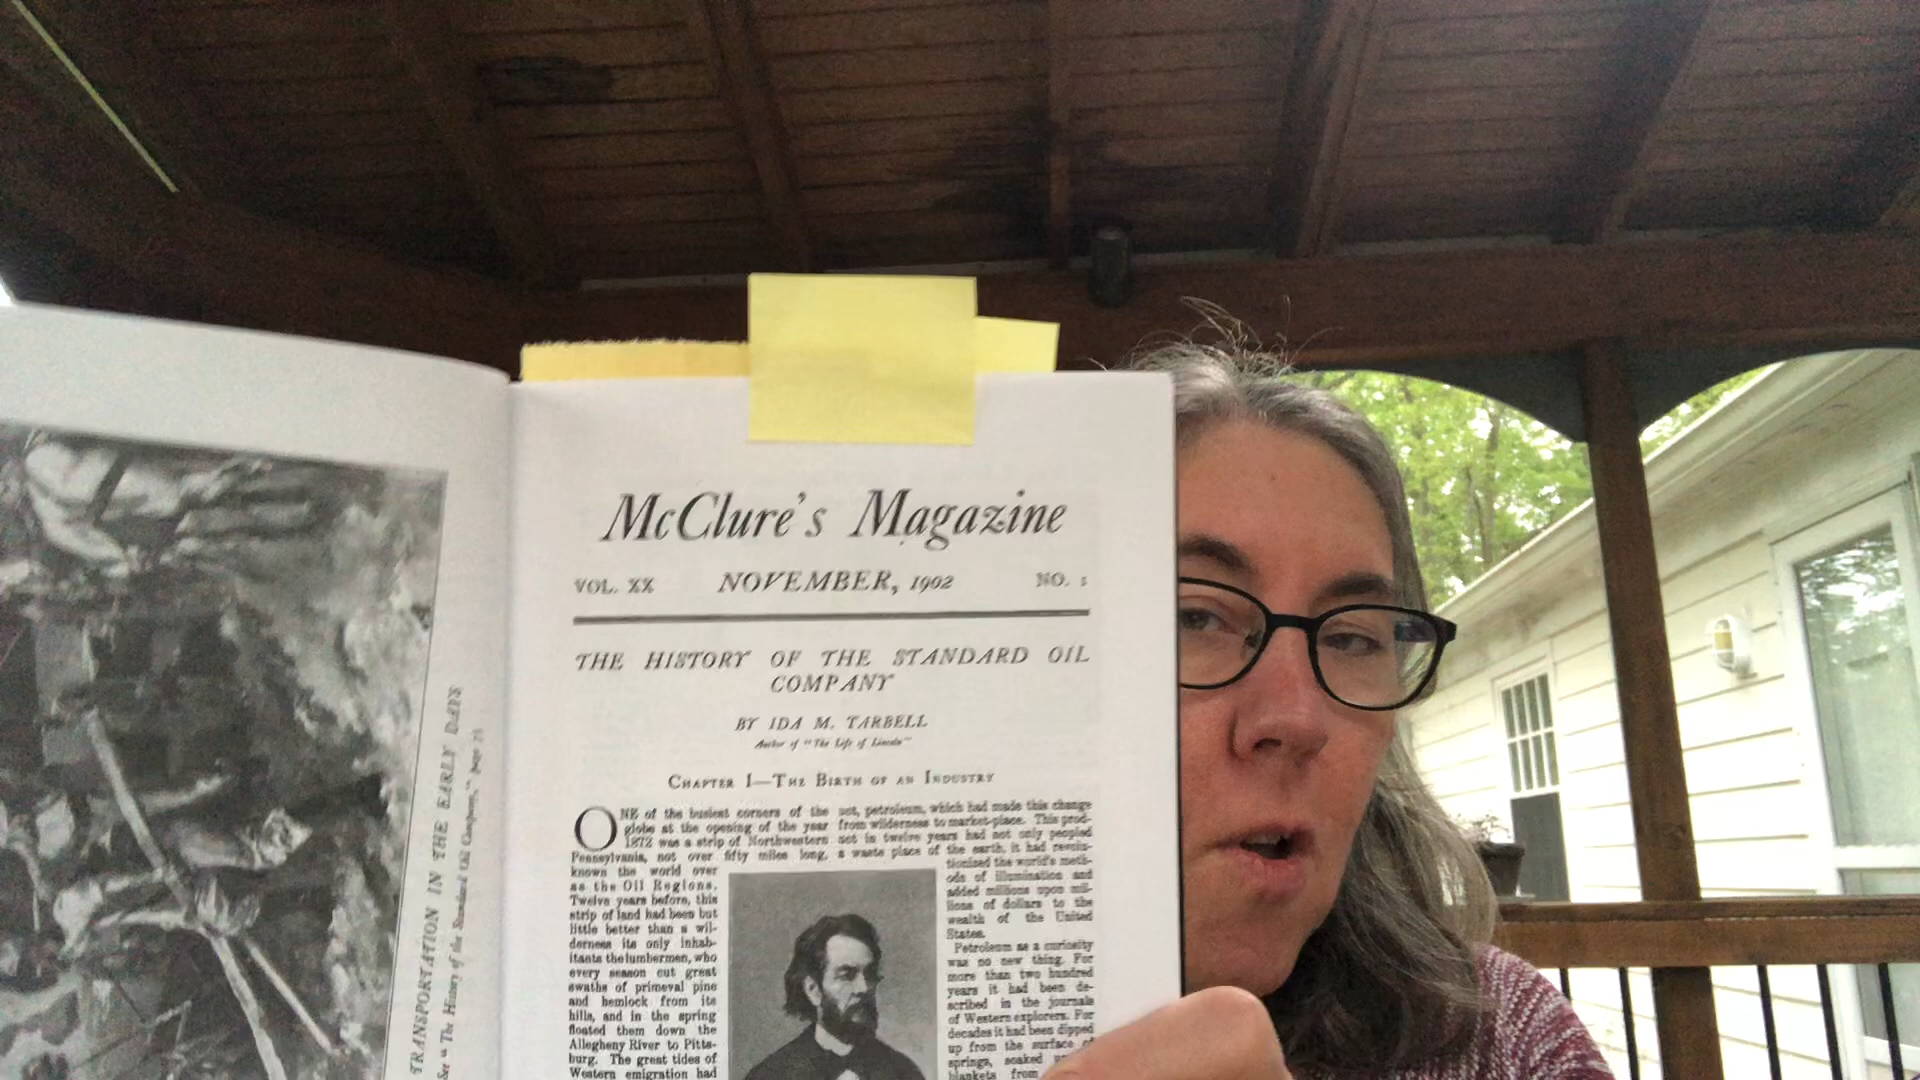 TRANSPORTATION IN THE EARLY DAYS
See "The History of the Standard Oil Company," page
McClure's Magazine
VOL. XX NOVEMBER, 1902 NO. 1
THE HISTORY OF THE STANDARD OIL
COMPANY
BY IDA M. TARBELL
Author of "The Life of Lincoln"
CHAPTER I—THE BIRTH OF AN INDUSTRY
ONE of the busiest corners of the
globe at the opening of the year
1872 was a strip of Northwestern
Pennsylvania, not over fifty miles long,
known the world over
as the Oil Regions.
Twelve years before, this
strip of land had been but
little better than a wil-
derness its only inhab-
itants the lumbermen, who
every season cut great
swaths of primeval pine
and hemlock from its
hills, and in the spring
floated them down the
Allegheny River to Pitts-
burg. The great tides of
Western emigration had
uct, petroleum, which had made this change
from wilderness to market-place. This prod-
uct in twelve years had not only peopled
a waste place of the earth, it had revolu-
tionized the world's meth-
ods of illumination and
added millions upon mil-
lions of dollars to the
wealth of the United
States.
Petroleum as a curiosity
was no new thing. For
more than two hundred
years it had been de-
scribed in the journals
of Western explorers. For
decades it had been dipped
up from the surface of
springs, soaked
blankets from